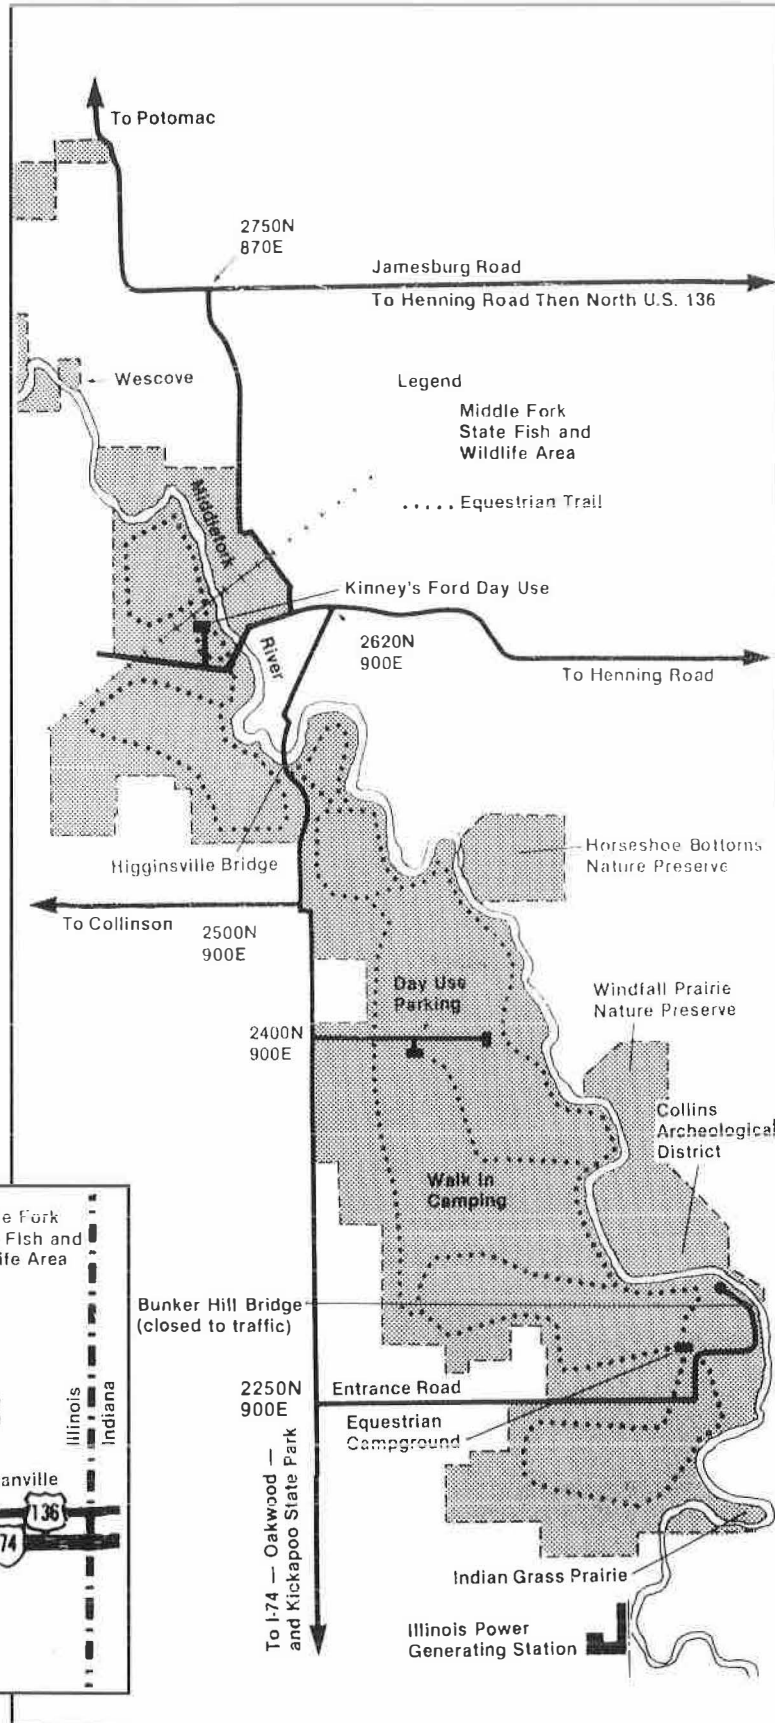 To Potomac
2750N
870E
Jamesburg Road
To Henning Road Then North U.S. 136
Wescove
Legend
Middle Fork
State Fish and
Wildlife Area
Equestrian Trail
Middlefork
River
Kinney's Ford Day Use
2620N
900E
To Henning Road
Higginsville Bridge
Horseshoe Bottoms
Nature Preserve
To Collinson
2500N
900E
Day Use
Parking
Windfall Prairie
Nature Preserve
2400N
900E
Collins
Archeological
District
Walk In
Camping
e Fork
Fish and
ife Area
Bunker Hill Bridge
(closed to traffic)
Illinois
Indiana
2250N
900E
Entrance Road
Equestrian
Campground
anville
136
74
To I-74 — Oakwood —
and Kickapoo State Park
Indian Grass Prairie
Illinois Power
Generating Station